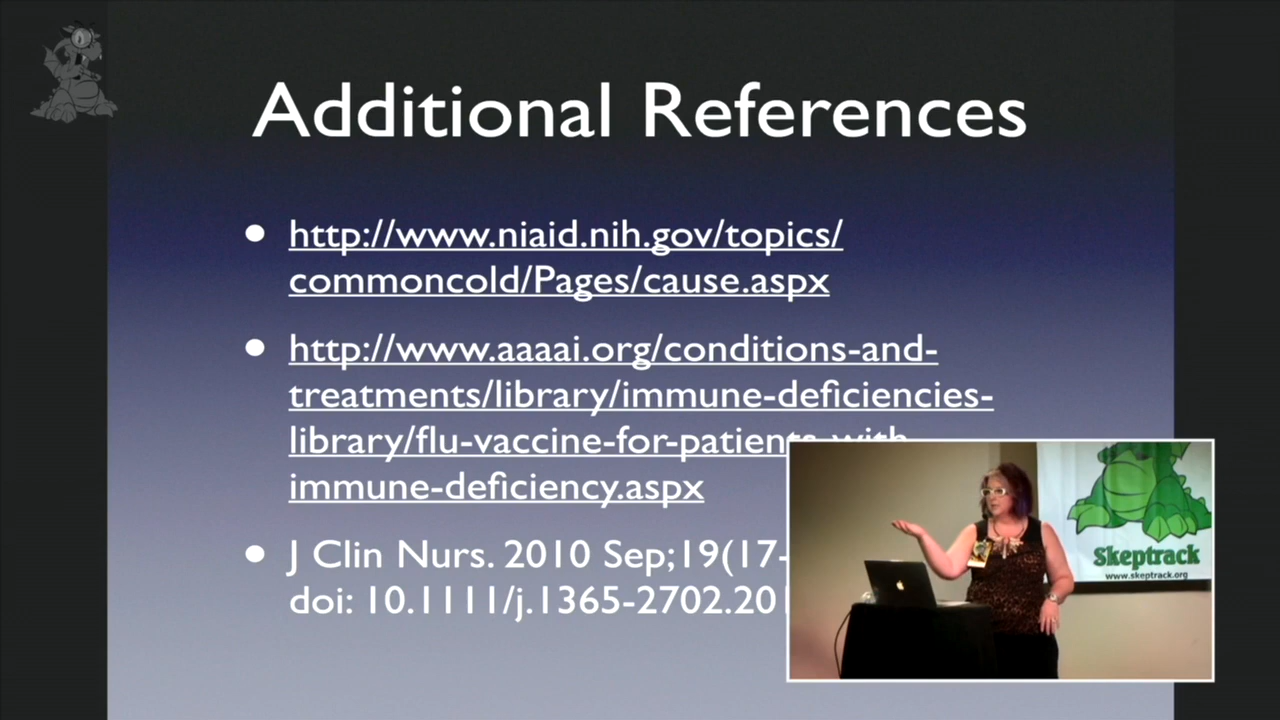 Additional References
• http://www.niaid.nih.gov/topics/
commoncold/Pages/cause.aspx
• http://www.aaaai.org/conditions-and-
treatments/library/immune-deficiencies-
library/flu-vaccine-for-patients-with-
immune-deficiency.aspx
• J Clin Nurs. 2010 Sep;19(17-
doi: 10.1111/j.1365-2702.201
Skeptrack
www.skeptrack.org